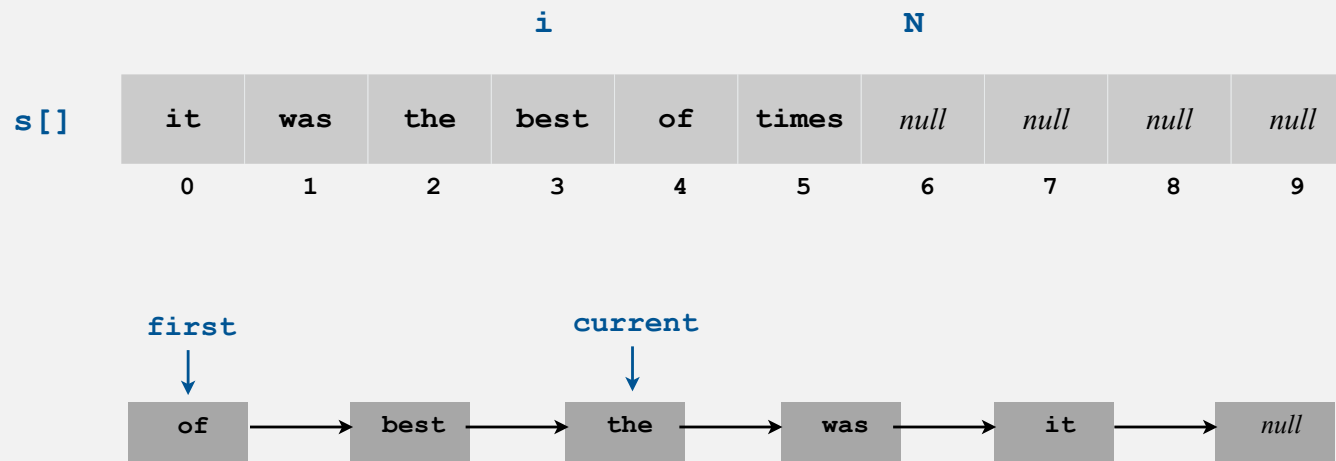 i N
s[] it was the best of times null null null null
0 1 2 3 4 5 6 7 8 9
first current
of best the was it null